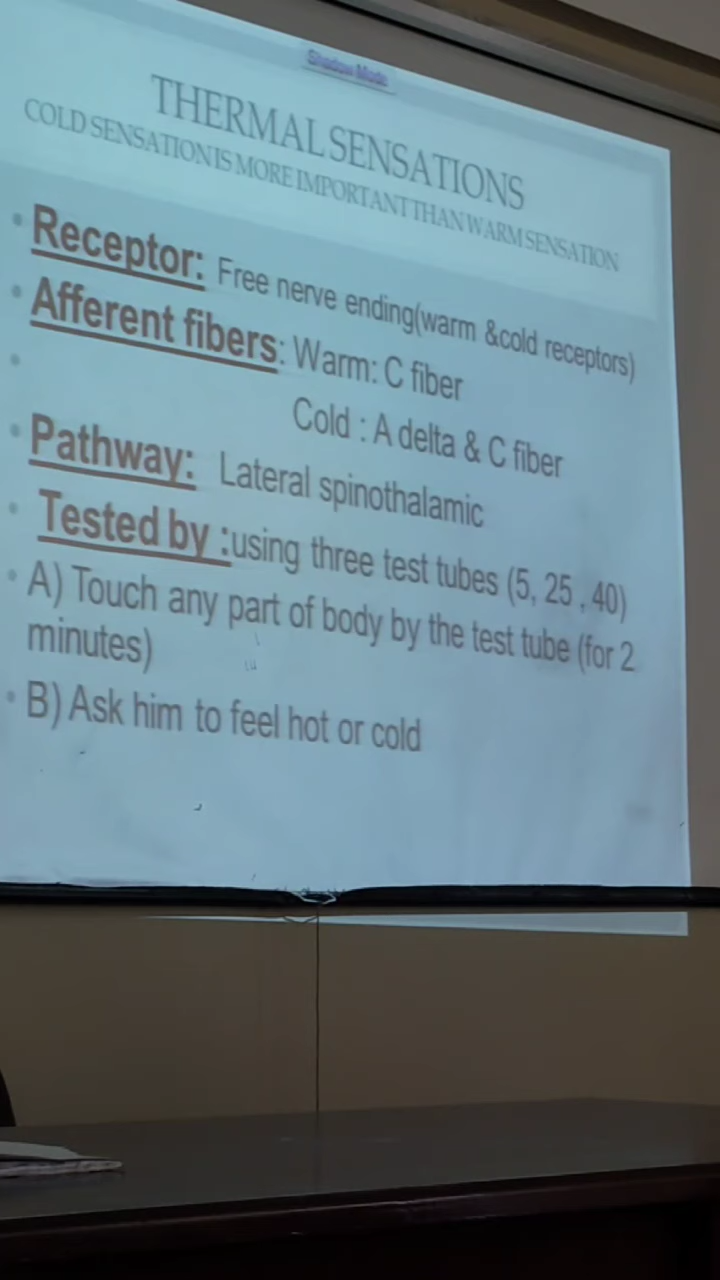 Shadow Mode
THERMAL SENSATIONS
COLD SENSATION IS MORE IMPORTANT THAN WARM SENSATION
• Receptor: Free nerve ending(warm &cold receptors)
• Afferent fibers: Warm: C fiber
• Cold : A delta & C fiber
• Pathway: Lateral spinothalamic
• Tested by :using three test tubes (5, 25 , 40)
• A) Touch any part of body by the test tube (for 2
minutes)
• B) Ask him to feel hot or cold